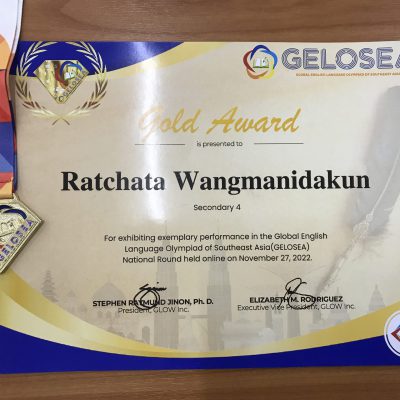 GELOSEA
GLOBAL ENGLISH LANGUAGE OLYMPIAD OF SOUTHEAST ASIA
Gold Award
is presented to
Ratchata Wangmanidakun
Secondary 4
For exhibiting exemplary performance in the Global English
Language Olympiad of Southeast Asia(GELOSEA)
National Round held online on November 27, 2022.
STEPHEN RAYMUND JINON, Ph. D.
President, GLOW Inc.
ELIZABETH M. RODRIGUEZ
Executive Vice President, GLOW Inc.